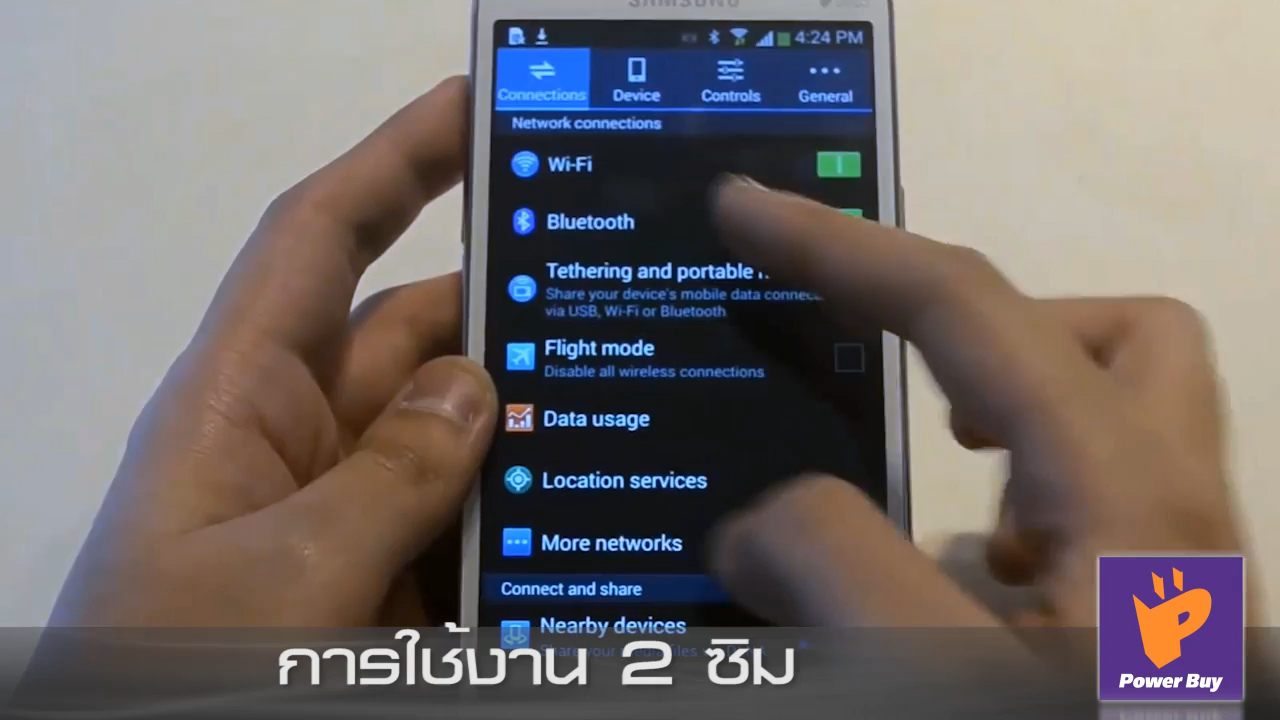 SAMSUNG
4:24 PM
Connections Device Controls General
Network connections
Wi-Fi
Bluetooth
Tethering and portable
Share your device's mobile data
via USB, Wi-Fi or Bluetooth
Flight mode
Disable all wireless connections
Data usage
Location services
More networks
Connect and share
Nearby devices
การใช้งาน 2 ซิม
Power Buy